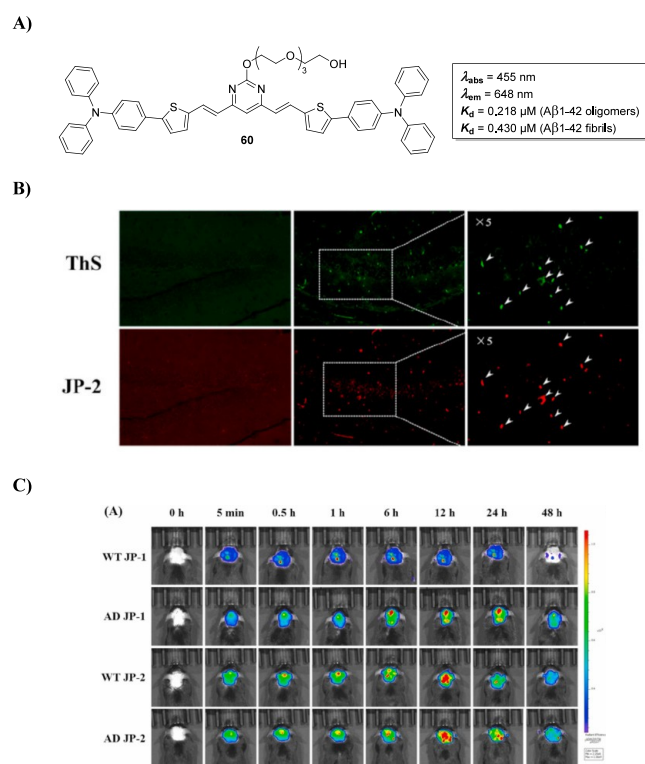 A)
O
O
3
OH
O
N
N
N
S
S
N
60
λabs = 455 nm
λem = 648 nm
Kd = 0.218 μM (Aβ1–42 oligomers)
Kd = 0.430 μM (Aβ1–42 fibrils)
B)
ThS
×5
JP-2
×5
C)
(A) 0 h 5 min 0.5 h 1 h 6 h 12 h 24 h 48 h
WT JP-1
AD JP-1
WT JP-2
AD JP-2